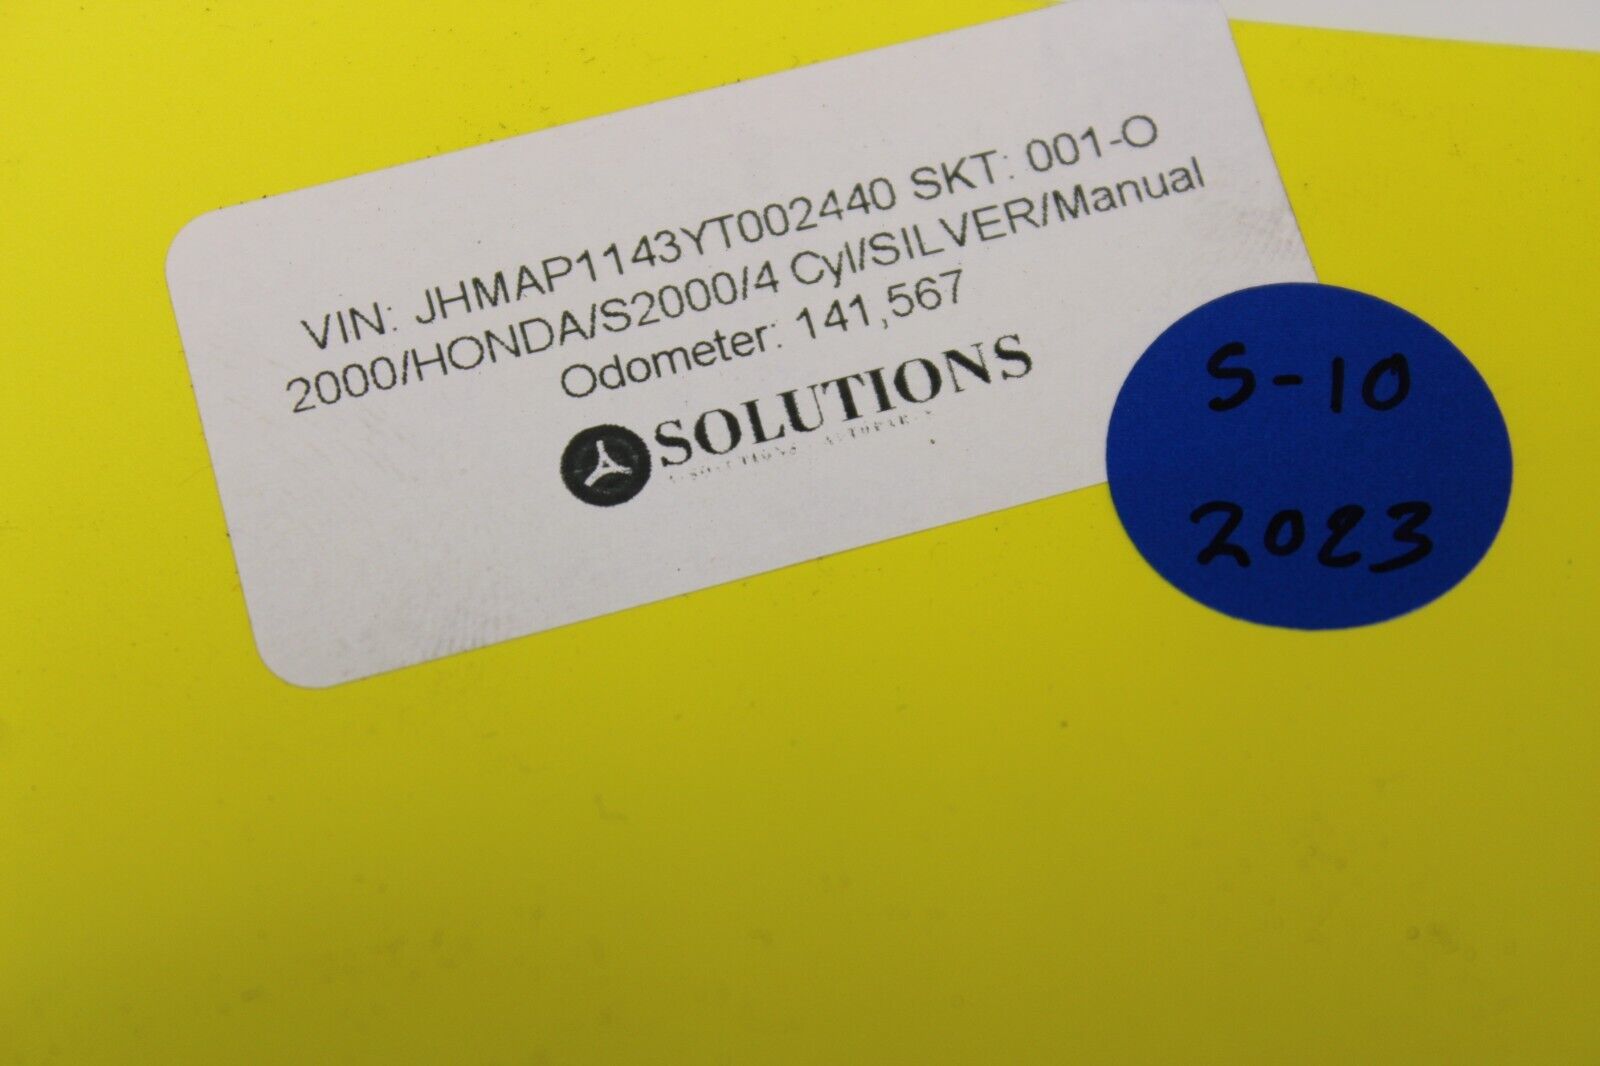 VIN: JHMAP1143YT002440 SKT: 001-O
2000/HONDA/S2000/4 Cyl/SILVER/Manual
Odometer: 141,567
SOLUTIONS
S-10
2023